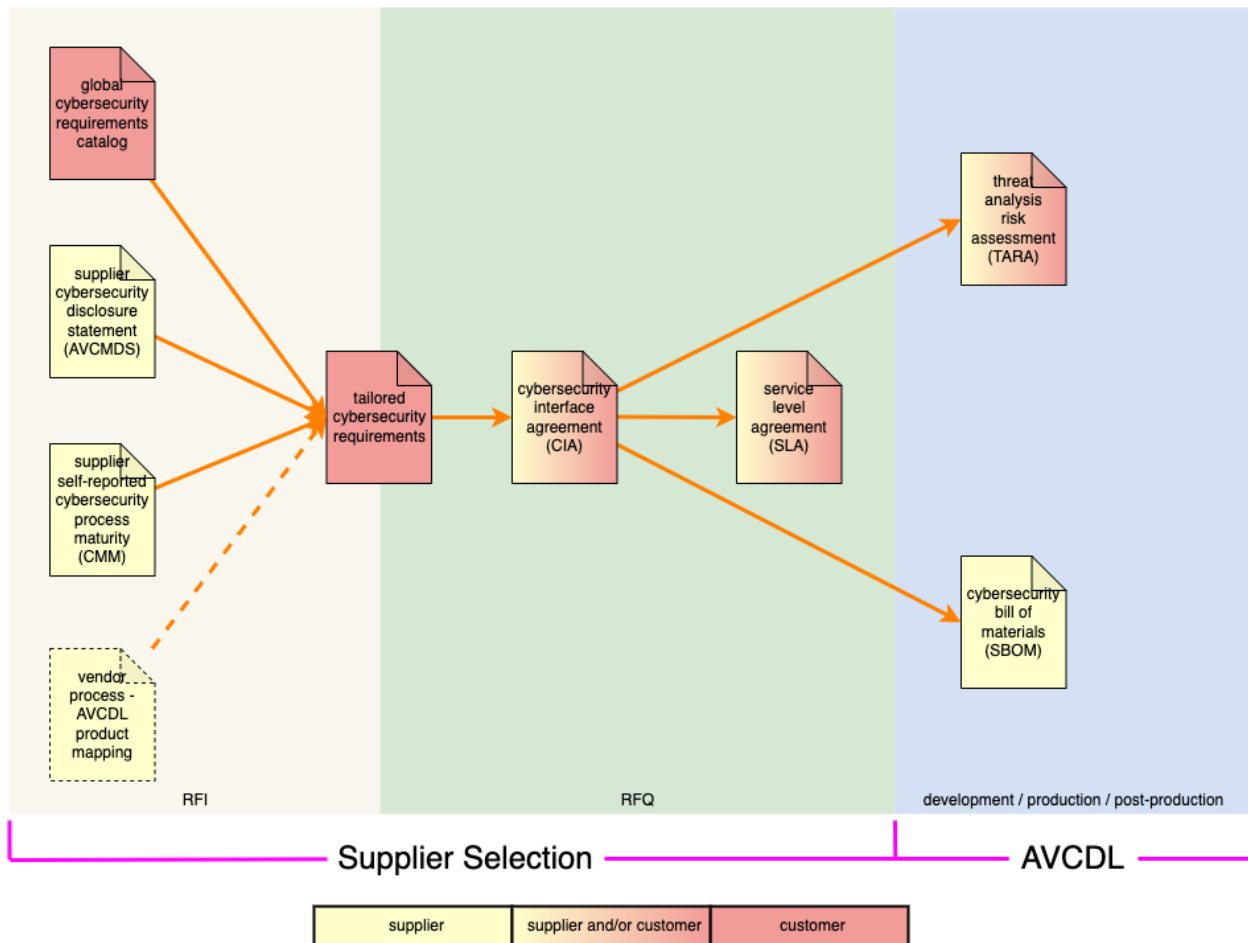 global
cybersecurity
requirements
catalog
supplier
cybersecurity
disclosure
statement
(AVCMDS)
supplier
self-reported
cybersecurity
process
maturity
(CMM)
vendor
process -
AVCDL
product
mapping
tailored
cybersecurity
requirements
cybersecurity
interface
agreement
(CIA)
service
level
agreement
(SLA)
threat
analysis
risk
assessment
(TARA)
cybersecurity
bill of
materials
(SBOM)
RFI
RFQ
development / production / post-production
Supplier Selection
AVCDL
supplier
supplier and/or customer
customer